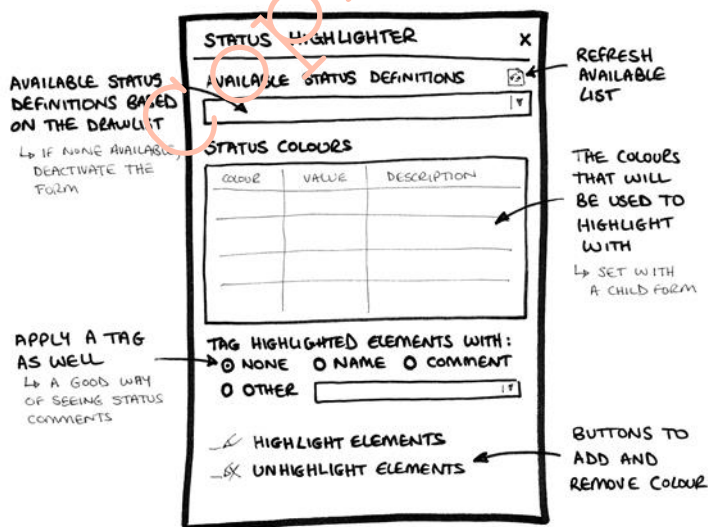 STATUS HIGHLIGHTER X
AVAILABLE STATUS DEFINITIONS
STATUS COLOURS
COLOUR VALUE DESCRIPTION
TAG HIGHLIGHTED ELEMENTS WITH:
NONE NAME COMMENT
OTHER
HIGHLIGHT ELEMENTS
UNHIGHLIGHT ELEMENTS
AVAILABLE STATUS
DEFINITIONS BASED
ON THE DRAWLIST
IF NONE AVAILABLE,
DEACTIVATE THE
FORM
APPLY A TAG
AS WELL
A GOOD WAY
OF SEEING STATUS
COMMENTS
REFRESH
AVAILABLE
LIST
THE COLOURS
THAT WILL
BE USED TO
HIGHLIGHT
WITH
SET WITH
A CHILD FORM
BUTTONS TO
ADD AND
REMOVE COLOUR